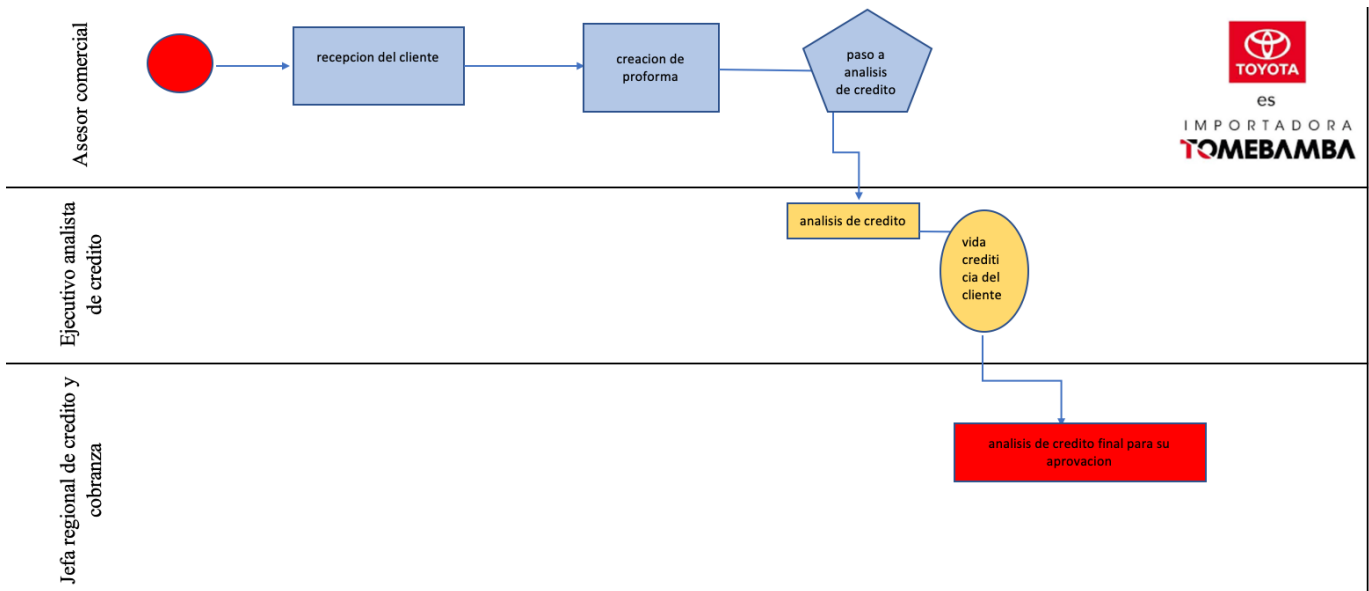 Asesor comercial
recepcion del cliente
creacion de
proforma
paso a
analisis
de credito
TOYOTA
es
IMPORTADORA
TOMEBAMBA
Ejecutivo analista
de credito
analisis de credito
vida
crediti
cia del
cliente
Jefa regional de credito y
cobranza
analisis de credito final para su
aprovacion